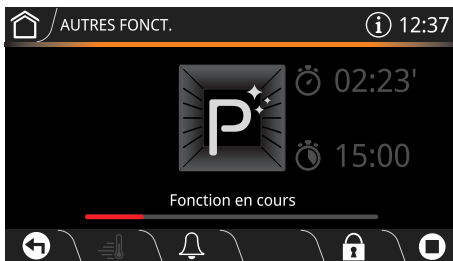 AUTRES FONCT.
12:37
P
02:23'
15:00
Fonction en cours